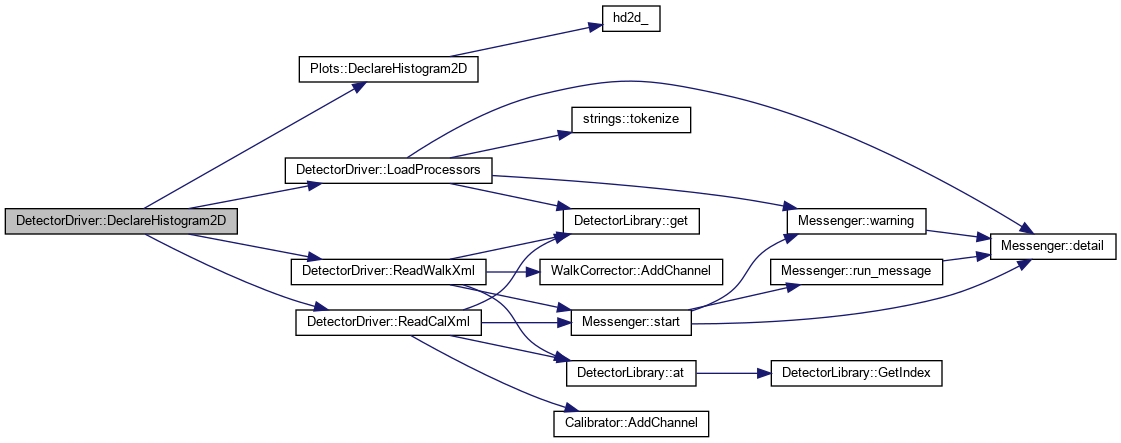 hd2d_
Plots::DeclareHistogram2D
strings::tokenize
DetectorDriver::LoadProcessors
DetectorDriver::DeclareHistogram2D
DetectorLibrary::get
Messenger::warning
Messenger::detail
DetectorDriver::ReadWalkXml
WalkCorrector::AddChannel
Messenger::run_message
DetectorDriver::ReadCalXml
Messenger::start
DetectorLibrary::at
DetectorLibrary::GetIndex
Calibrator::AddChannel